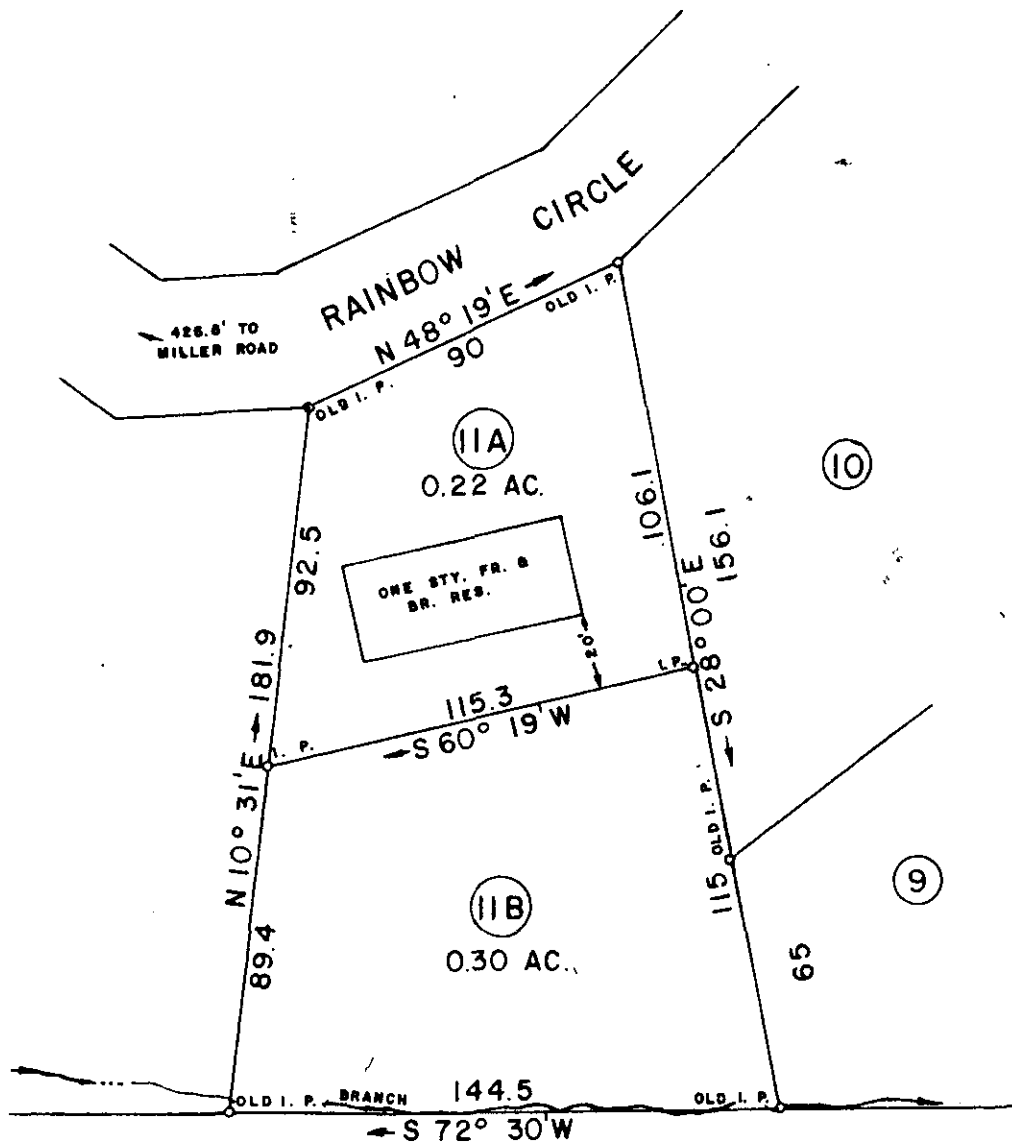 RAINBOW CIRCLE
426.6' TO
MILLER ROAD
N 48° 19' E
90
OLD I. P.
OLD I. P.
11A
0.22 AC.
10
92.5
106.1
156.1
ONE STY. FR. &
BR. RES.
20'
181.9
N 10° 31' E
I. P.
115.3
S 60° 19' W
I. P.
S 28° 00' E
OLD I. P.
115
9
11B
0.30 AC.
89.4
65
OLD I. P.
BRANCH
144.5
OLD I. P.
S 72° 30' W